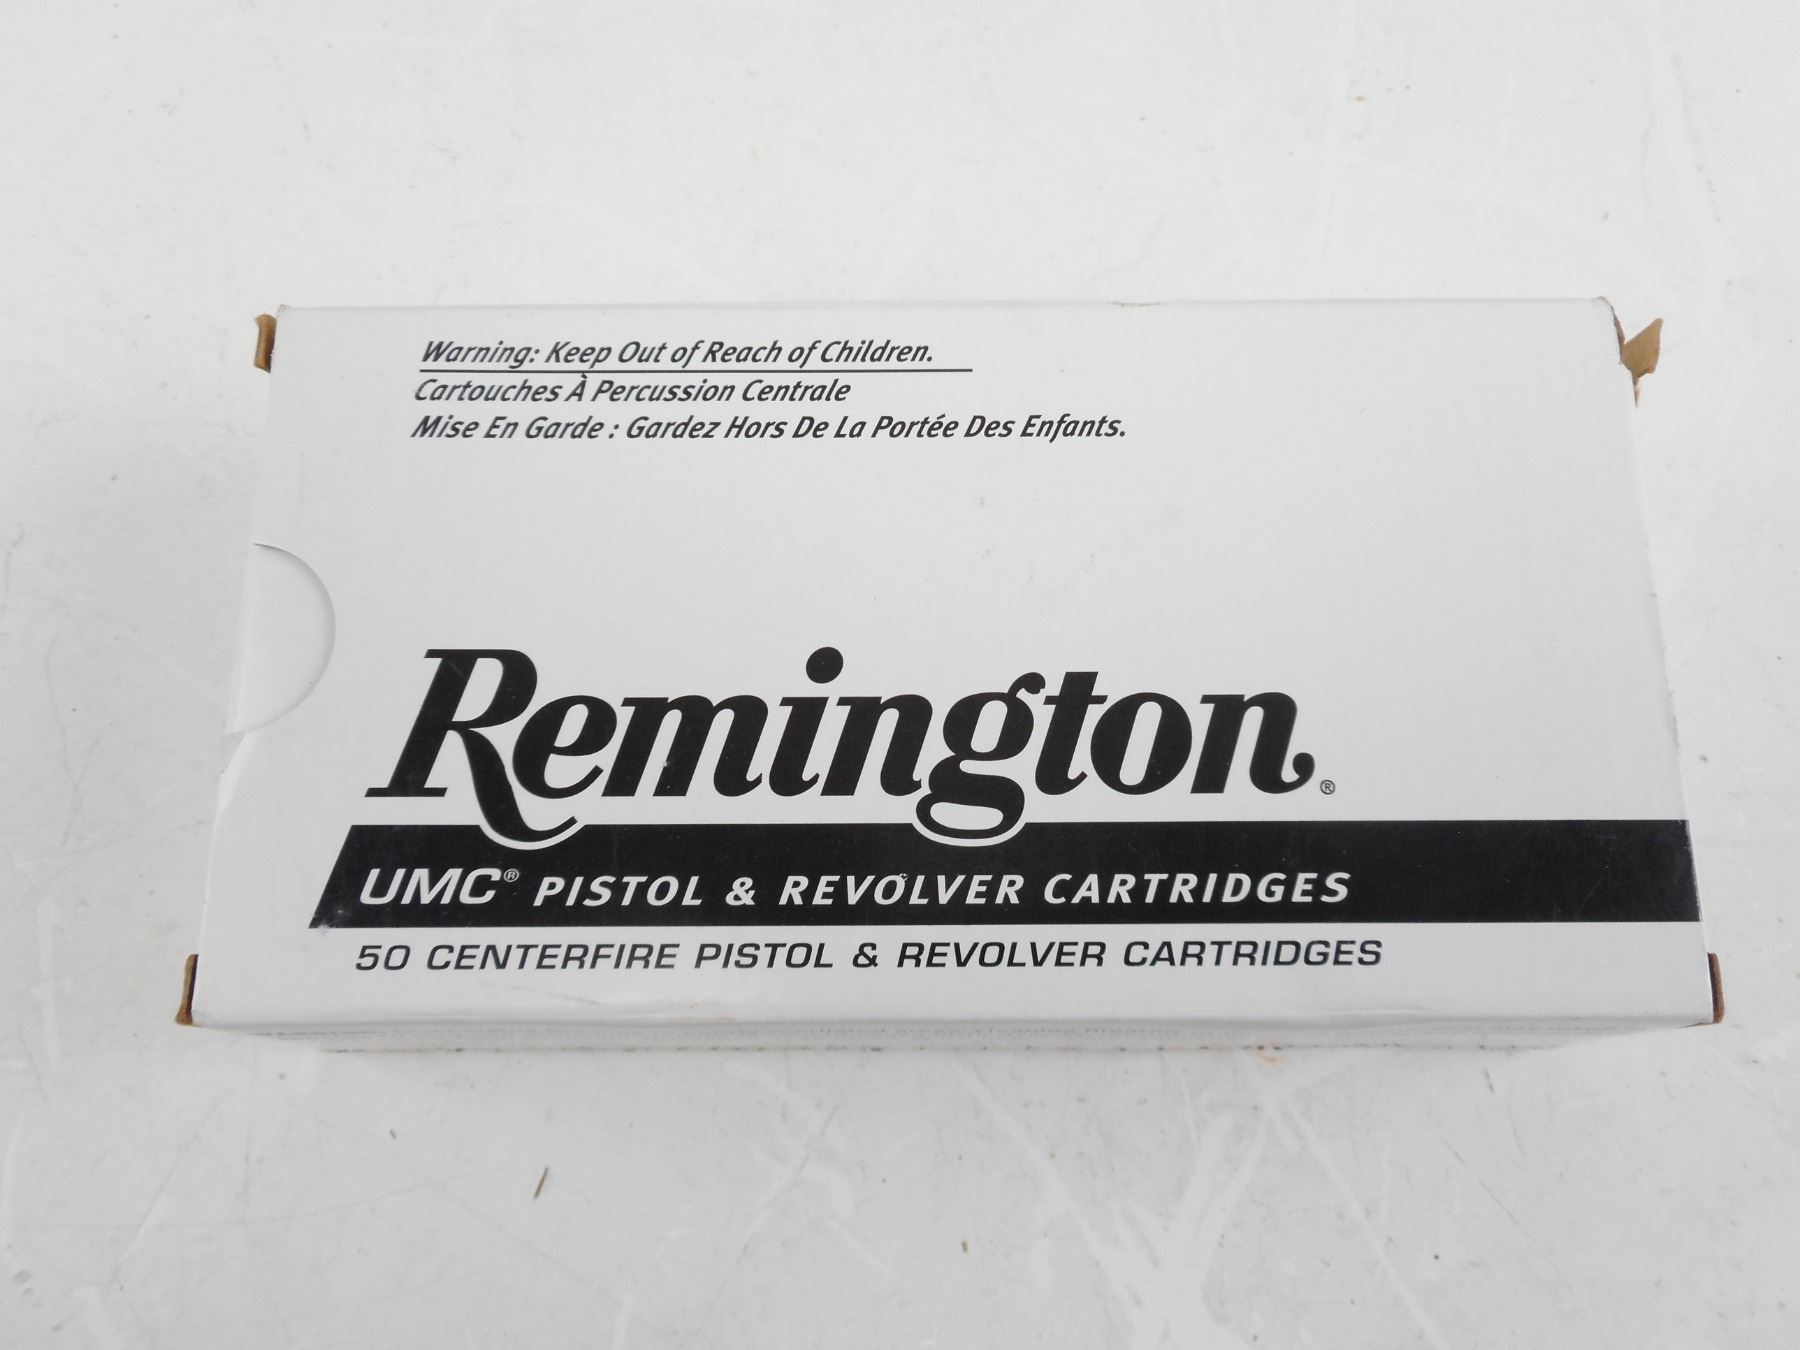 Warning: Keep Out of Reach of Children.
Cartouches À Percussion Centrale
Mise En Garde : Gardez Hors De La Portée Des Enfants.
Remington®
UMC® PISTOL & REVOLVER CARTRIDGES
50 CENTERFIRE PISTOL & REVOLVER CARTRIDGES